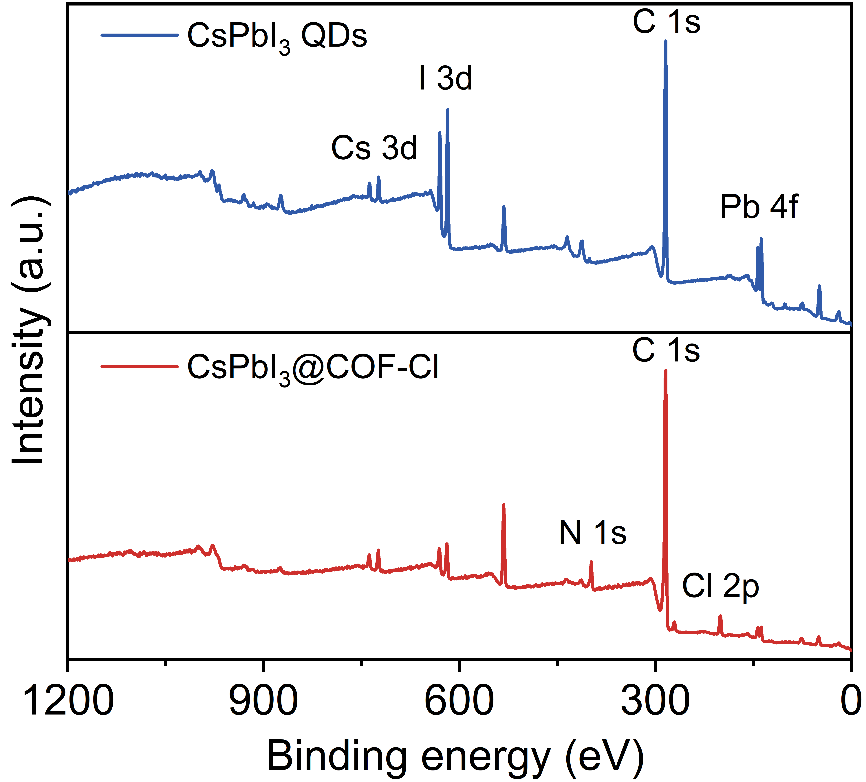 CsPbI₃ QDs
C 1s
I 3d
Cs 3d
Pb 4f
CsPbI₃@COF-Cl
C 1s
N 1s
Cl 2p
Intensity (a.u.)
1200 900 600 300 0
Binding energy (eV)